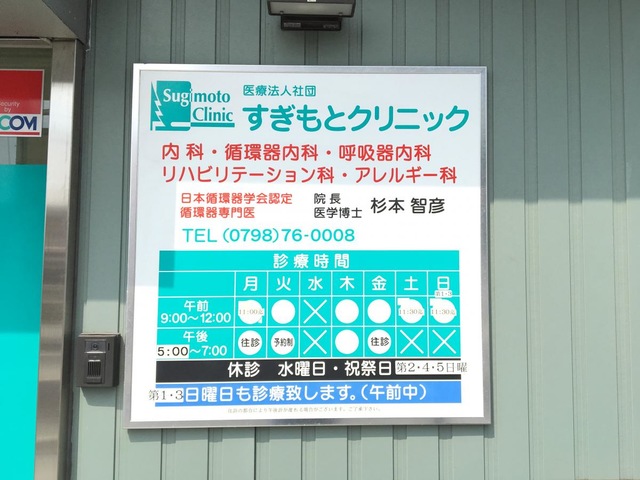 Security
by
COM
Sugimoto
Clinic
医療法人社団
すぎもとクリニック
内科・循環器内科・呼吸器内科
リハビリテーション科・アレルギー科
日本循環器学会認定
循環器専門医
院長
医学博士
杉本 智彦
TEL (0798)76-0008
診療時間
月 火 水 木 金 土 日
第1・3
午前
9:00〜12:00
11:00迄 ○ × ○ ○ 11:30迄 11:30迄
午後
5:00〜7:00
往診 予約制 × ○ 往診 × ×
休診 水曜日・祝祭日 第2・4・5日曜
第1・3日曜日も診療致します。(午前中)